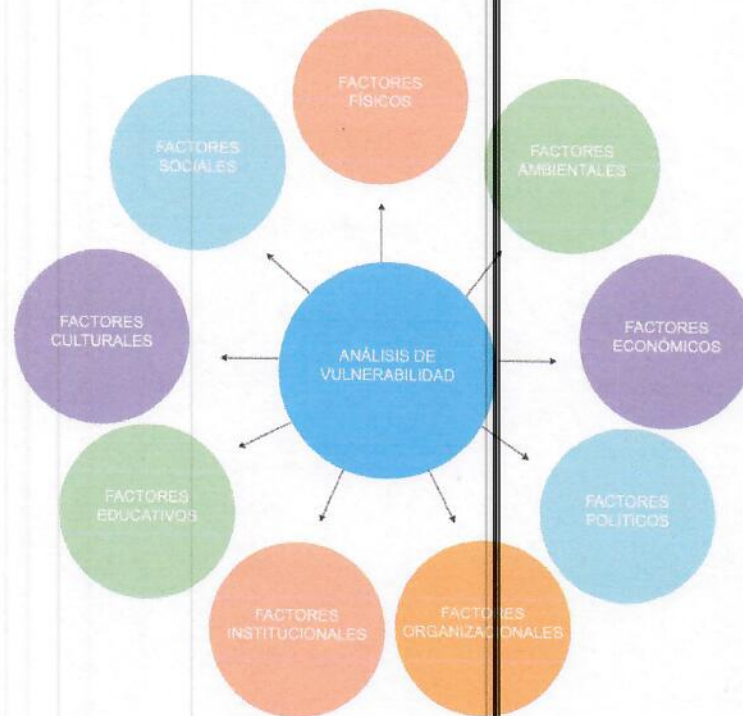 FACTORES
FÍSICOS
FACTORES
AMBIENTALES
FACTORES
SOCIALES
FACTORES
ECONÓMICOS
FACTORES
CULTURALES
ANÁLISIS DE
VULNERABILIDAD
FACTORES
POLÍTICOS
FACTORES
EDUCATIVOS
FACTORES
INSTITUCIONALES
FACTORES
ORGANIZACIONALES